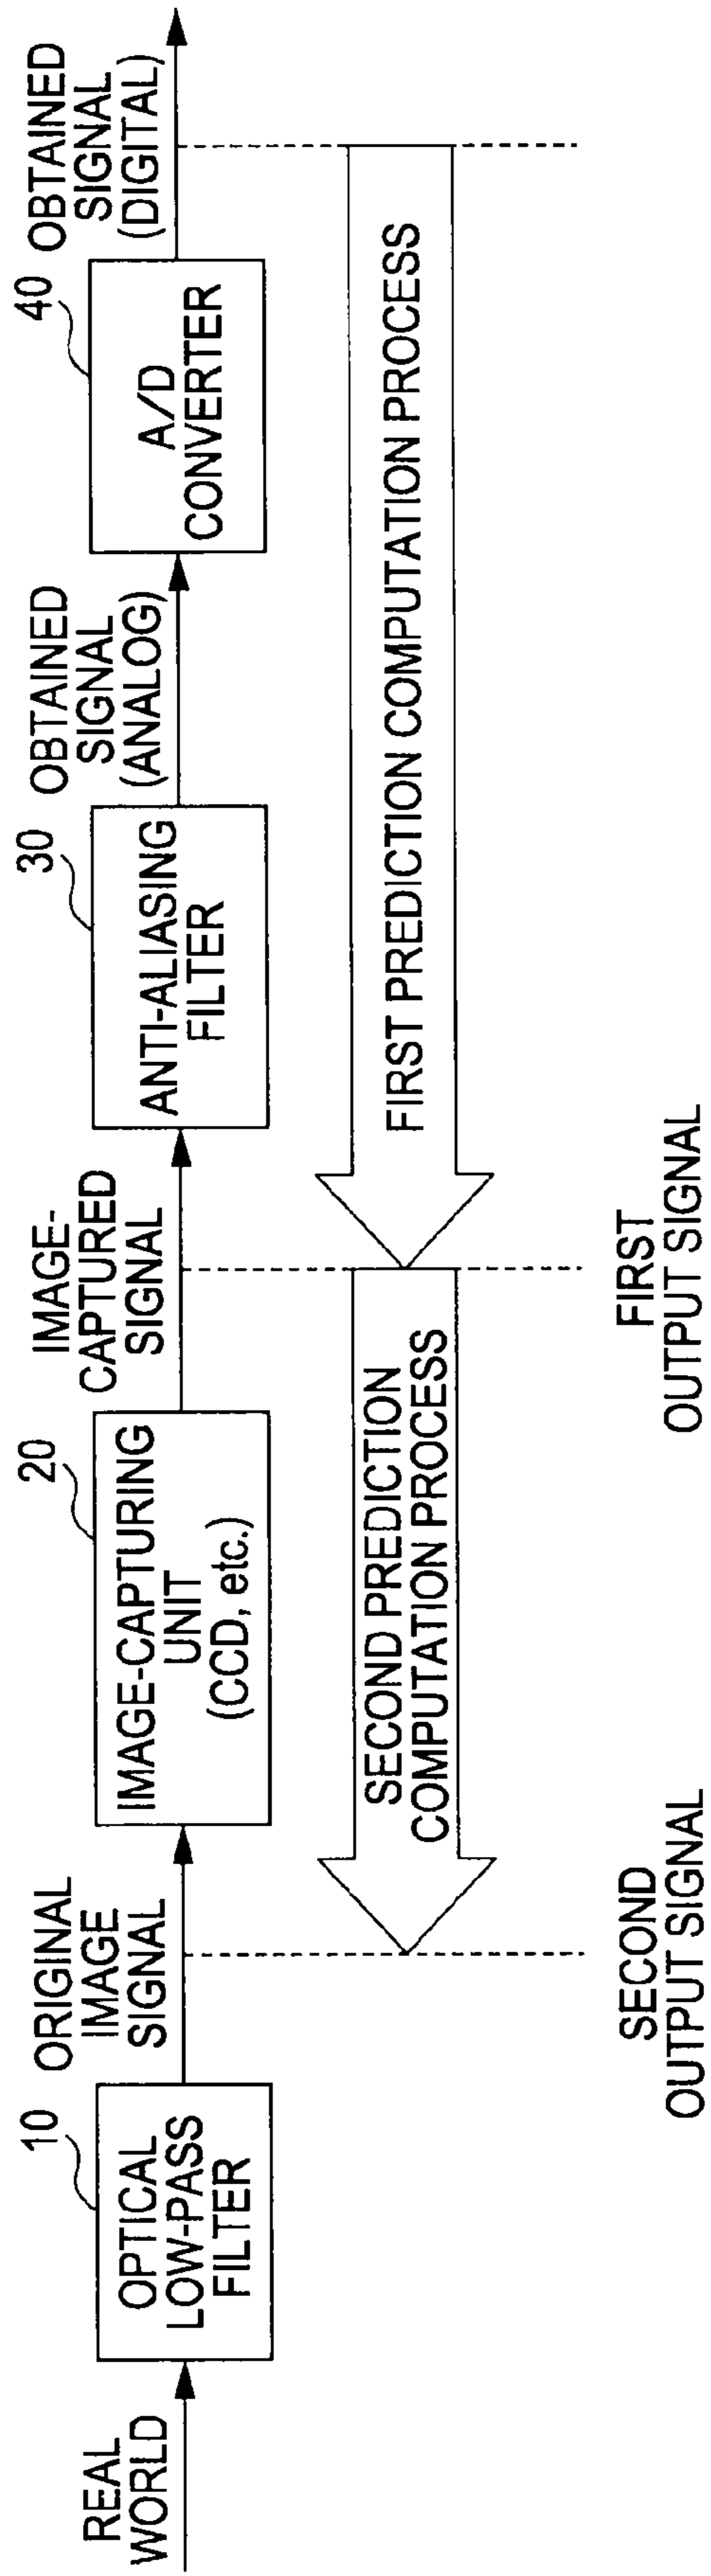 REAL
WORLD
10
OPTICAL
LOW-PASS
FILTER
ORIGINAL
IMAGE
SIGNAL
20
IMAGE-CAPTURING
UNIT
(CCD, etc.)
IMAGE-
CAPTURED
SIGNAL
30
ANTI-ALIASING
FILTER
OBTAINED
SIGNAL
(ANALOG)
40
A/D
CONVERTER
OBTAINED
SIGNAL
(DIGITAL)
SECOND PREDICTION
COMPUTATION PROCESS
FIRST PREDICTION COMPUTATION PROCESS
SECOND
OUTPUT SIGNAL
FIRST
OUTPUT SIGNAL